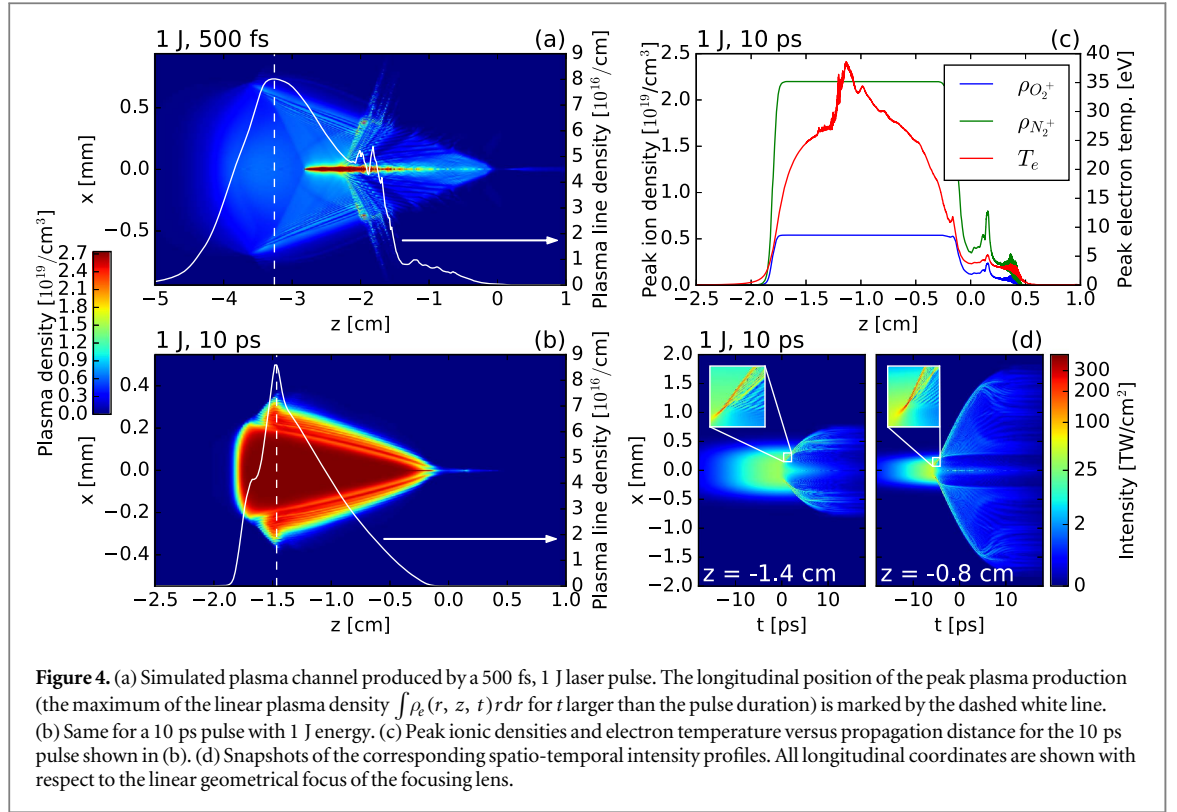 1 J, 500 fs (a)
0.5
0.0
−0.5
x [mm]
−5 −4 −3 −2 −1 0 1
z [cm]
9
8
7
6
5
4
3
2
1
0
Plasma line density [10^16/cm]
Plasma density [10^19/cm^3]
2.7
2.4
2.1
1.8
1.5
1.2
0.9
0.6
0.3
0.0
1 J, 10 ps (b)
0.4
0.2
0.0
−0.2
−0.4
x [mm]
−2.5 −2.0 −1.5 −1.0 −0.5 0.0 0.5
z [cm]
9
8
7
6
5
4
3
2
1
0
Plasma line density [10^16/cm]
1 J, 10 ps (c)
2.5
2.0
1.5
1.0
0.5
0.0
Peak ion density [10^19/cm^3]
ρ_{O_2^+}
ρ_{N_2^+}
T_e
40
35
30
25
20
15
10
5
0
Peak electron temp. [eV]
−2.5 −2.0 −1.5 −1.0 −0.5 0.0 0.5 1.0
z [cm]
1 J, 10 ps (d)
2.0
1.5
1.0
0.5
0.0
−0.5
−1.0
−1.5
−2.0
x [mm]
z = -1.4 cm
z = -0.8 cm
−10 0 10
t [ps]
−10 0 10
t [ps]
300
200
100
25
2
0
Intensity [TW/cm^2]
Figure 4. (a) Simulated plasma channel produced by a 500 fs, 1 J laser pulse. The longitudinal position of the peak plasma production
(the maximum of the linear plasma density ∫ρ_e(r, z, t)rdr for t larger than the pulse duration) is marked by the dashed white line.
(b) Same for a 10 ps pulse with 1 J energy. (c) Peak ionic densities and electron temperature versus propagation distance for the 10 ps
pulse shown in (b). (d) Snapshots of the corresponding spatio-temporal intensity profiles. All longitudinal coordinates are shown with
respect to the linear geometrical focus of the focusing lens.